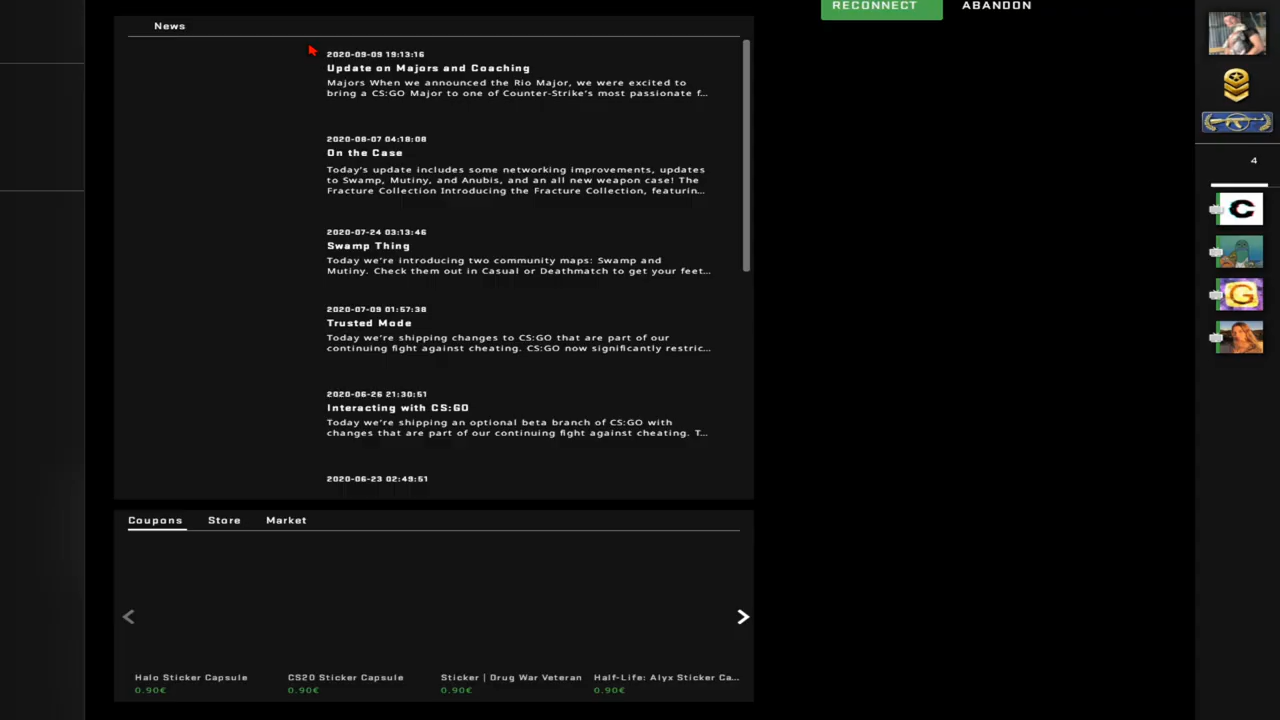 RECONNECT
ABANDON
News
2020-09-09 19:13:16
Update on Majors and Coaching
Majors When we announced the Rio Major, we were excited to
bring a CS:GO Major to one of Counter-Strike's most passionate f...
2020-08-07 04:18:08
On the Case
Today's update includes some networking improvements, updates
to Swamp, Mutiny, and Anubis, and an all new weapon case! The
Fracture Collection Introducing the Fracture Collection, featurin...
2020-07-24 03:13:46
Swamp Thing
Today we're introducing two community maps: Swamp and
Mutiny. Check them out in Casual or Deathmatch to get your feet...
2020-07-09 01:57:38
Trusted Mode
Today we're shipping changes to CS:GO that are part of our
continuing fight against cheating. CS:GO now significantly restric...
2020-06-26 21:30:51
Interacting with CS:GO
Today we're shipping an optional beta branch of CS:GO with
changes that are part of our continuing fight against cheating. T...
2020-06-23 02:49:51
4
C
G
Coupons
Store
Market
Halo Sticker Capsule
0.90€
CS20 Sticker Capsule
0.90€
Sticker | Drug War Veteran
0.90€
Half-Life: Alyx Sticker Ca...
0.90€